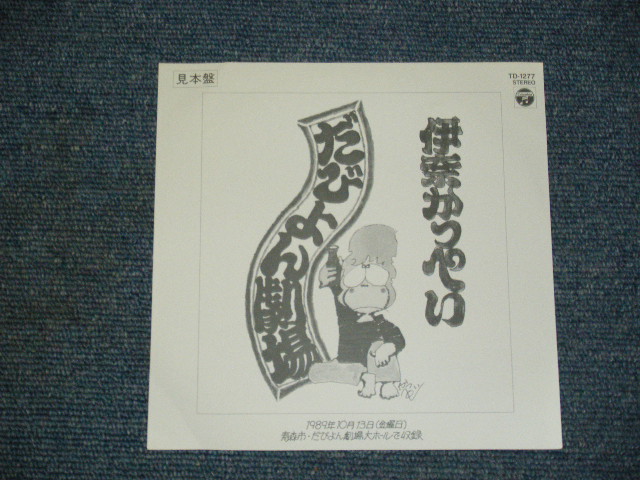 見本盤
TD-1277
STEREO
伊奈かっぺい
だびよん劇場
1989年10月13日(金曜日)
青森市・だびよん劇場大ホールで収録